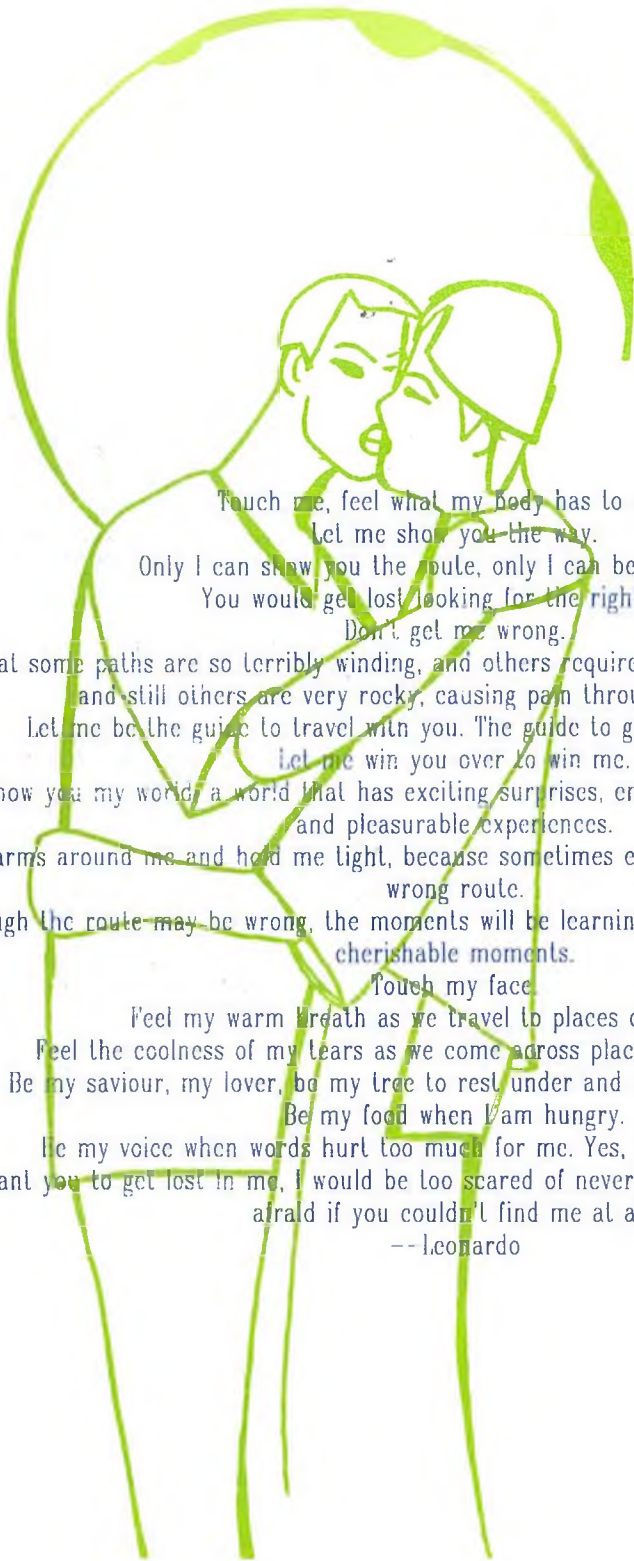 Touch me, feel what my body has to
Let me show you the way.
Only I can show you the route, only I can be
You would get lost looking for the righ
Don't get me wrong.
at some paths are so terribly winding, and others require
and still others are very rocky, causing pain throu
Let me be the guide to travel with you. The guide to g
Let me win you over to win me.
how you my world, a world that has exciting surprises, en
and pleasurable experiences.
arms around me and hold me tight, because sometimes e
wrong route.
ugh the route may be wrong, the moments will be learnin
cherishable moments.
Touch my face.
Feel my warm breath as we travel to places
Feel the coolness of my tears as we come across plac
Be my saviour, my lover, be my tree to rest under and
Be my food when I am hungry.
Be my voice when words hurt too much for me. Yes,
ant you to get lost in me, I would be too scared of never
afraid if you couldn't find me at a
--Leonardo